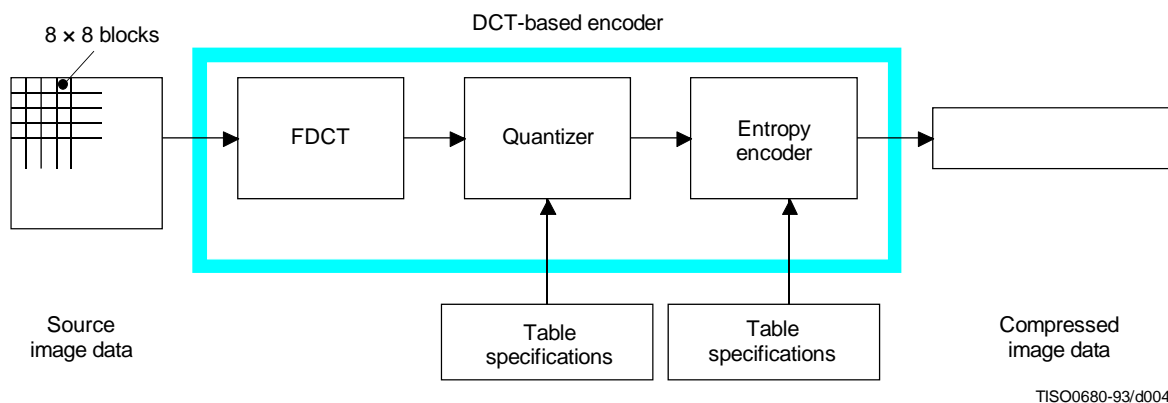 DCT-based encoder
8 × 8 blocks
FDCT
Quantizer
Entropy
encoder
Source
image data
Table
specifications
Table
specifications
Compressed
image data
TISO0680-93/d004